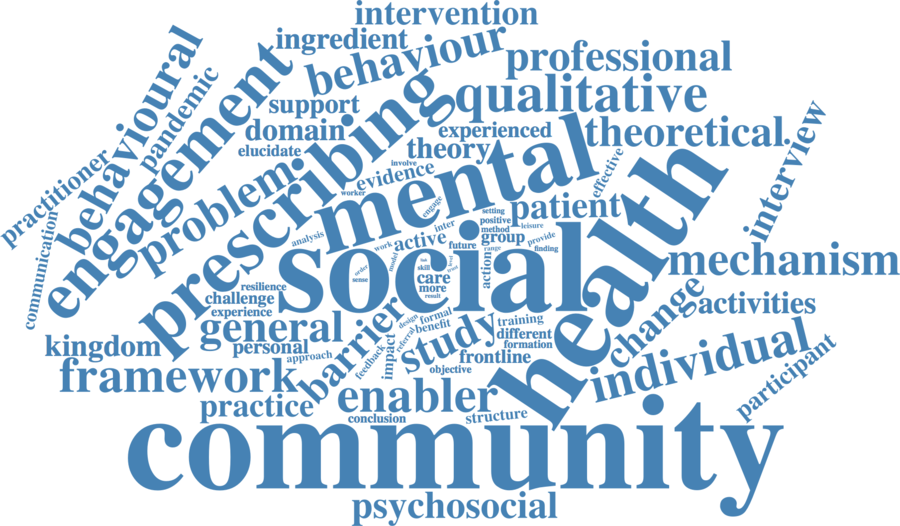 intervention
ingredient
behaviour
professional
behavioural
pandemic
engagement
support
qualitative
domain
experienced
theoretical
elucidate
theory
interview
practitioner
problem
prescribing
involve
evidence
worker
mental
effective
engage
setting
patient
positive
method
leisure
communication
analysis
work
active
inter
future
group
provide
range
finding
social
health
mechanism
model
order
sense
skill
care
more
result
action
resilience
challenge
experience
change
activities
general
barrier
design
formal
benefit
referral
study
training
different
formation
kingdom
personal
approach
feedback
impact
frontline
objective
individual
participant
framework
practice
enabler
conclusion
structure
community
psychosocial